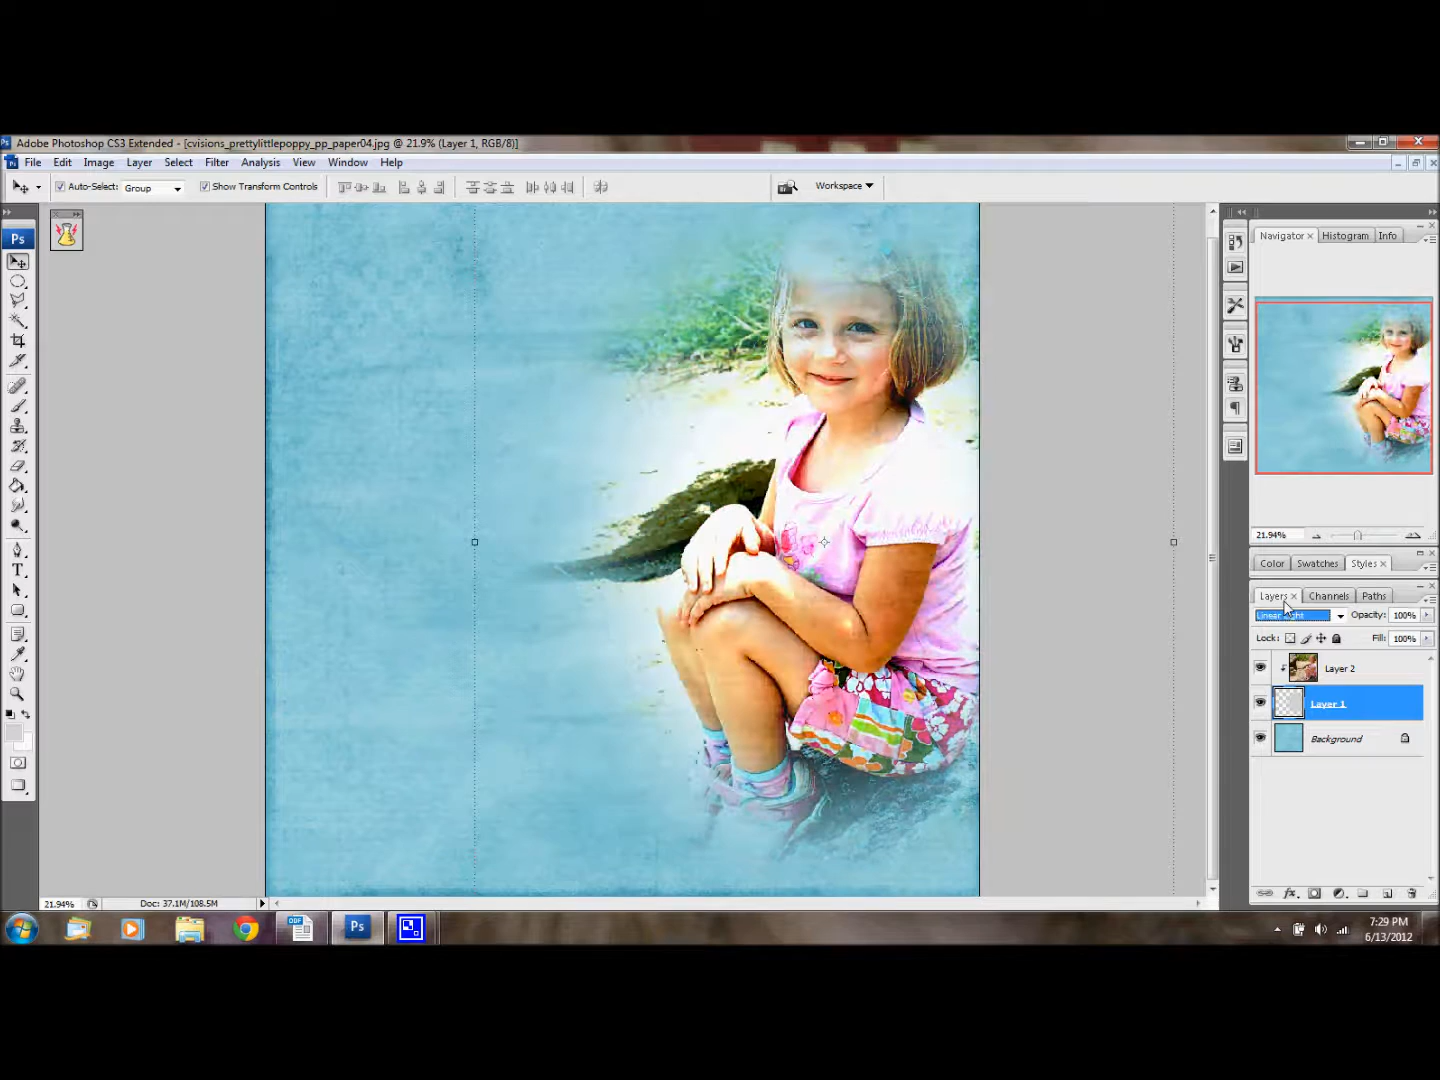 Adobe Photoshop CS3 Extended - [cvisions_prettylittlepoppy_pp_paper04.jpg @ 21.9% (Layer 1, RGB/8)]
File Edit Image Layer Select Filter Analysis View Window Help
Auto-Select: Group Show Transform Controls Workspace
Ps
Navigator Histogram Info
21.94%
Color Swatches Styles
Layers Channels Paths
Opacity: 100%
Lock: Fill: 100%
Layer 2
Layer 1
Background
21.94% Doc: 37.1M/108.5M
ODF Ps
7:29 PM
6/13/2012